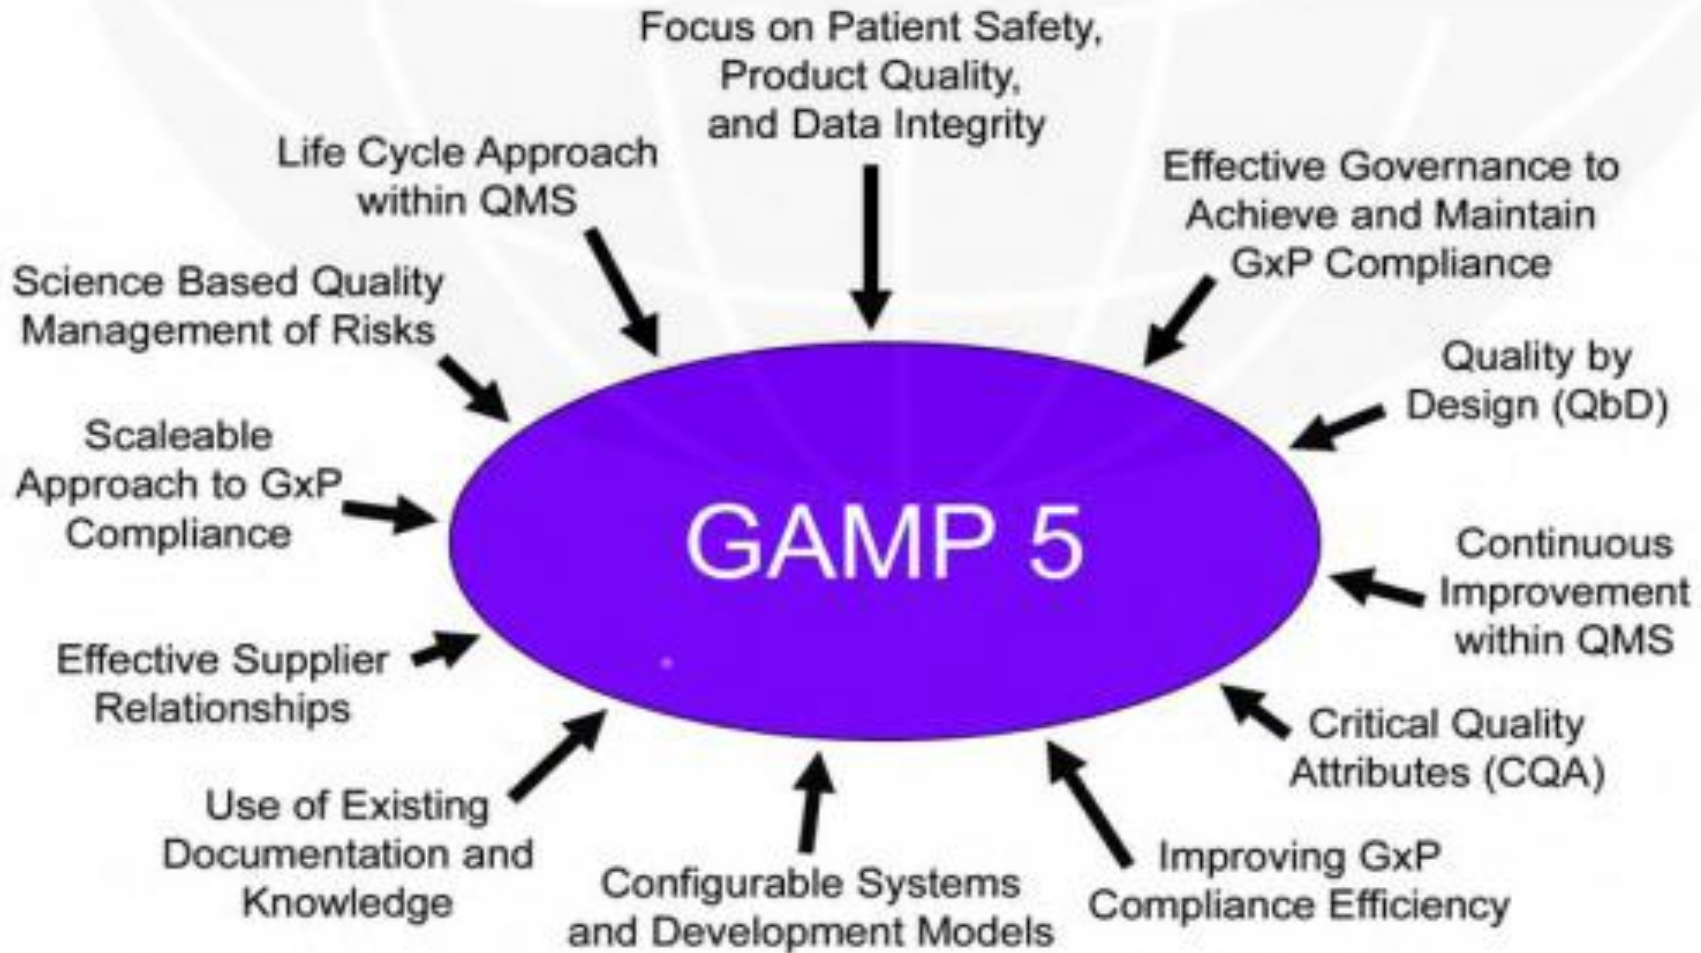 Focus on Patient Safety,
Product Quality,
and Data Integrity
Life Cycle Approach
within QMS
Effective Governance to
Achieve and Maintain
GxP Compliance
Science Based Quality
Management of Risks
Quality by
Design (QbD)
Scaleable
Approach to GxP
Compliance
GAMP 5
Continuous
Improvement
within QMS
Effective Supplier
Relationships
Critical Quality
Attributes (CQA)
Use of Existing
Documentation and
Knowledge
Configurable Systems
and Development Models
Improving GxP
Compliance Efficiency